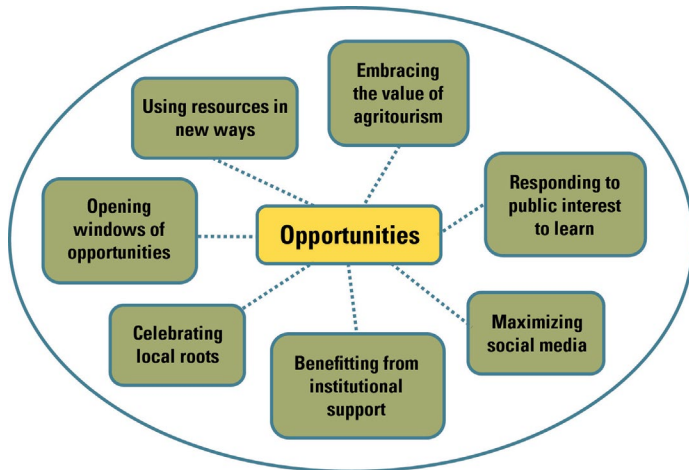 Embracing
the value of
agritourism
Using resources in
new ways
Responding to
public interest
to learn
Opening
windows of
opportunities
Opportunities
Celebrating
local roots
Maximizing
social media
Benefitting from
institutional
support